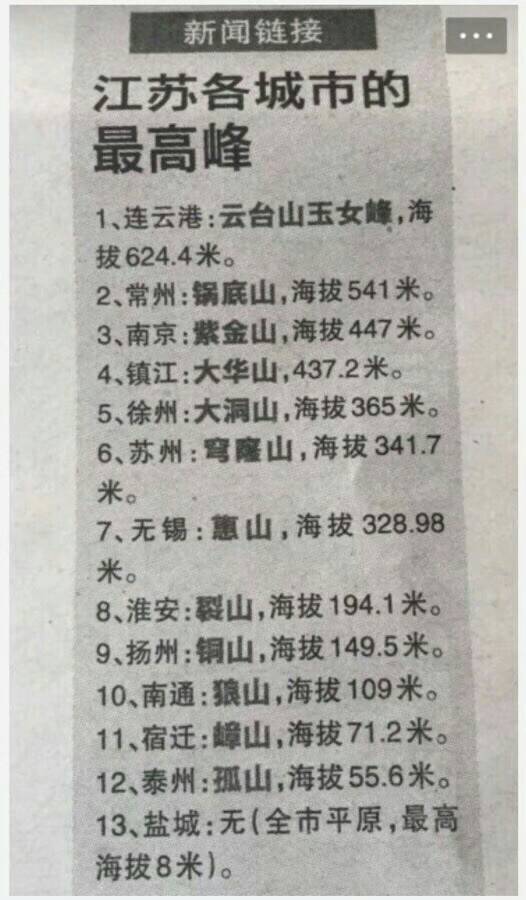 新闻链接
江苏各城市的
最高峰
1、连云港:云台山玉女峰,海
拔624.4米。
2、常州:锅底山,海拔541米。
3、南京:紫金山,海拔447米。
4、镇江:大华山,437.2米。
5、徐州:大洞山,海拔365米。
6、苏州:穹窿山,海拔341.7
米。
7、无锡:惠山,海拔328.98
米。
8、淮安:裂山,海拔194.1米。
9、扬州:铜山,海拔149.5米。
10、南通:狼山,海拔109米。
11、宿迁:嶂山,海拔71.2米。
12、泰州:孤山,海拔55.6米。
13、盐城:无(全市平原,最高
海拔8米)。